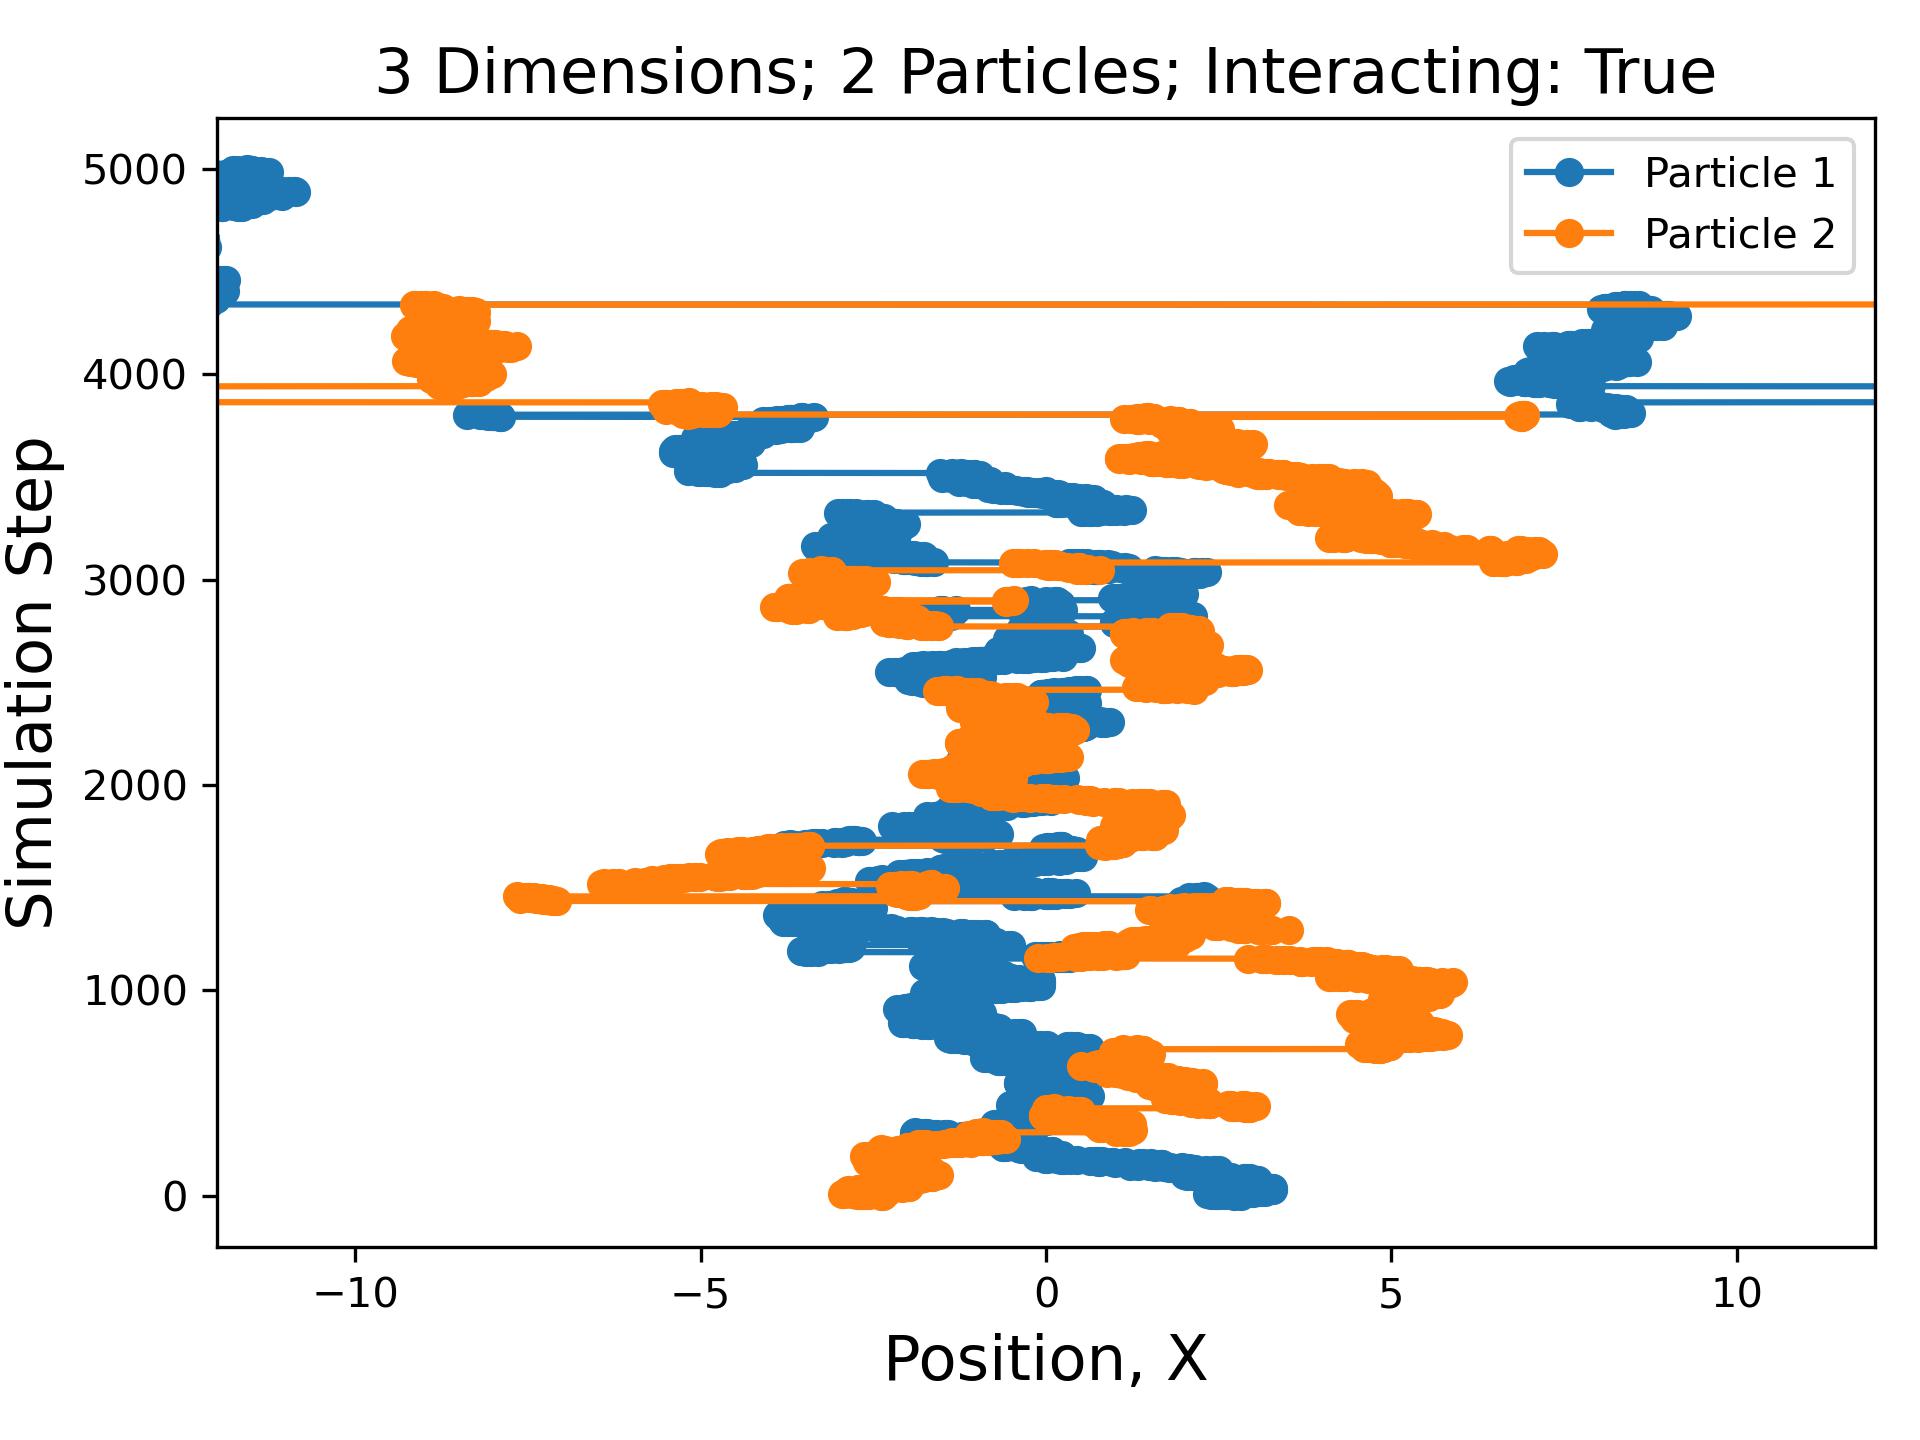 3 Dimensions; 2 Particles; Interacting: True
Particle 1
Particle 2
5000
4000
3000
2000
1000
0
Simulation Step
−10
−5
0
5
10
Position, X